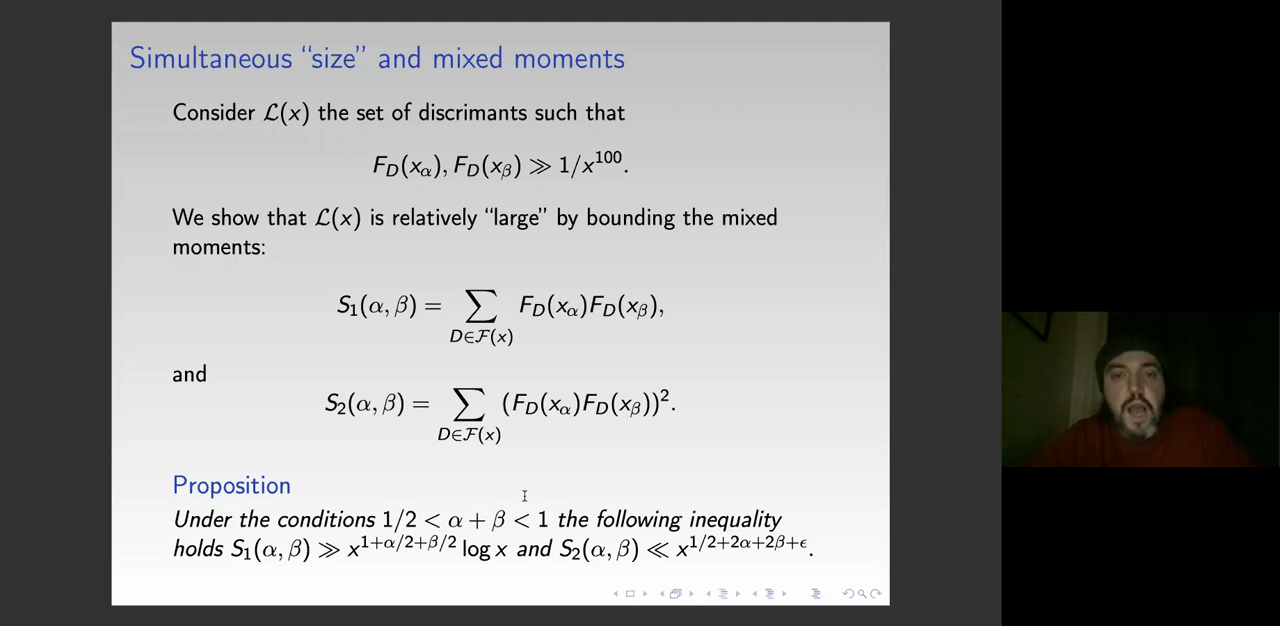 Simultaneous “size” and mixed moments
Consider ℒ(x) the set of discrimants such that
F_D(x_α), F_D(x_β) ≫ 1/x^{100}.
We show that ℒ(x) is relatively “large” by bounding the mixed
moments:
S_1(α, β) = ∑_{D∈ℱ(x)} F_D(x_α)F_D(x_β),
and
S_2(α, β) = ∑_{D∈ℱ(x)} (F_D(x_α)F_D(x_β))^2.
Proposition
Under the conditions 1/2 < α + β < 1 the following inequality
holds S_1(α, β) ≫ x^{1+α/2+β/2} log x and S_2(α, β) ≪ x^{1/2+2α+2β+ϵ}.